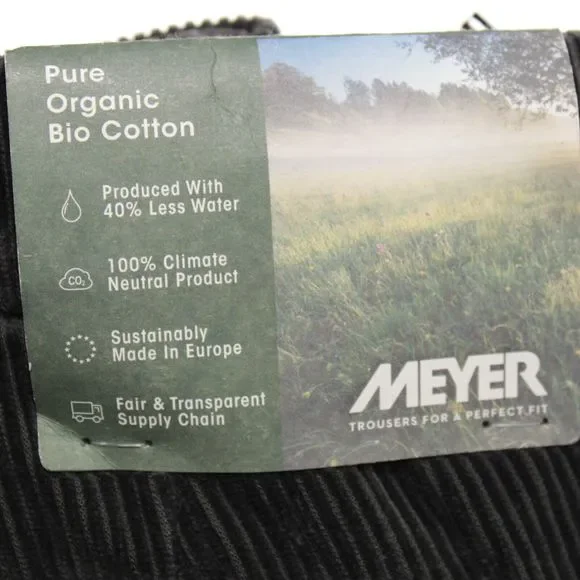 Pure
Organic
Bio Cotton
Produced With
40% Less Water
100% Climate
Neutral Product
CO₂
Sustainably
Made In Europe
Fair & Transparent
Supply Chain
MEYER
TROUSERS FOR A PERFECT FIT